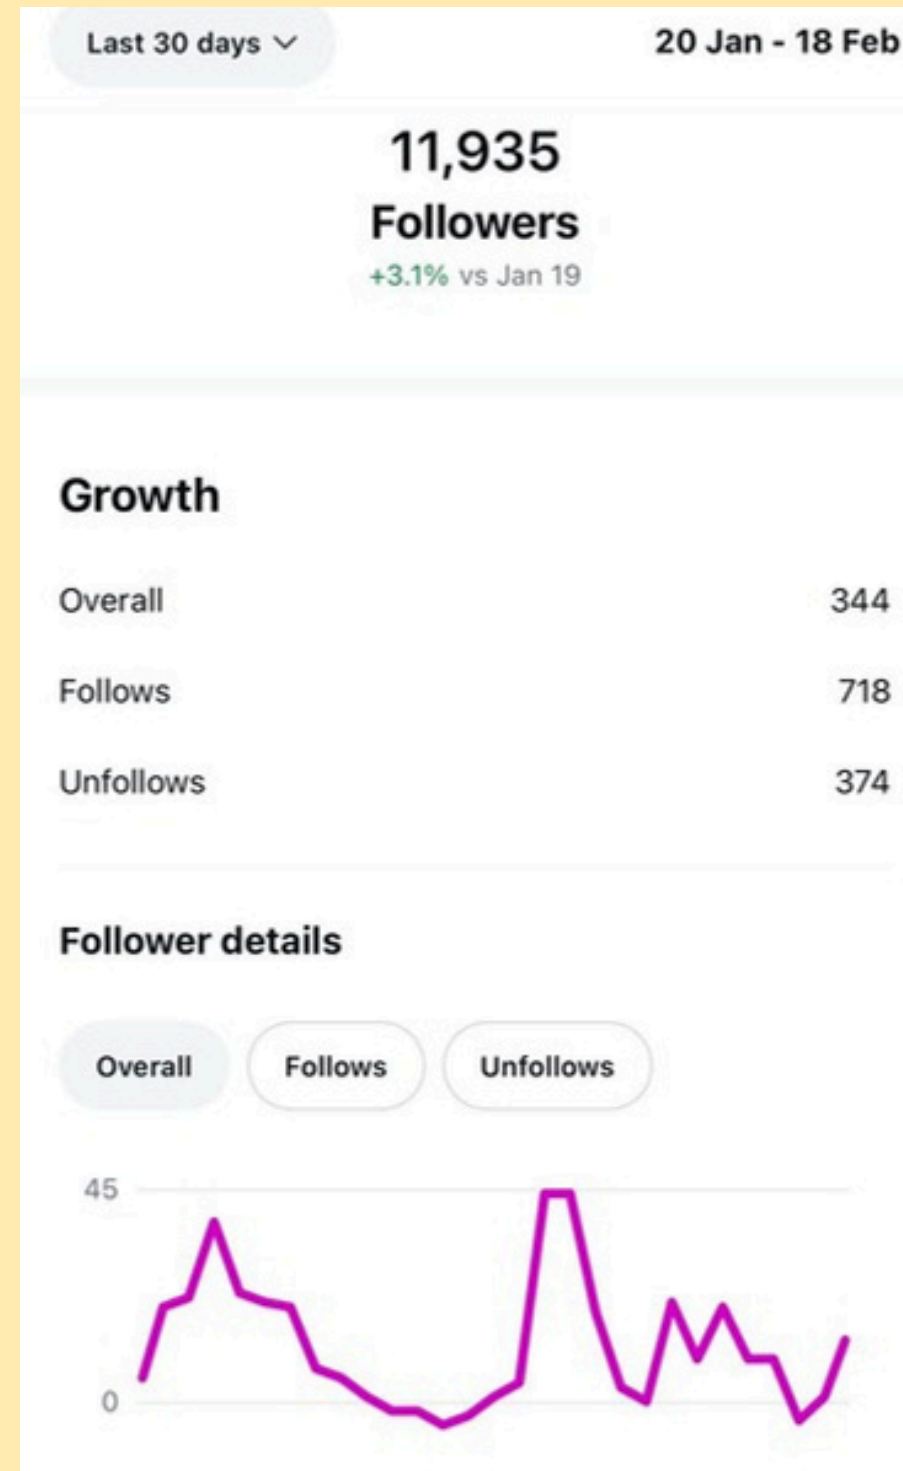 Last 30 days
20 Jan - 18 Feb
11,935
Followers
+3.1% vs Jan 19
Growth
Overall 344
Follows 718
Unfollows 374
Follower details
Overall Follows Unfollows
45
0